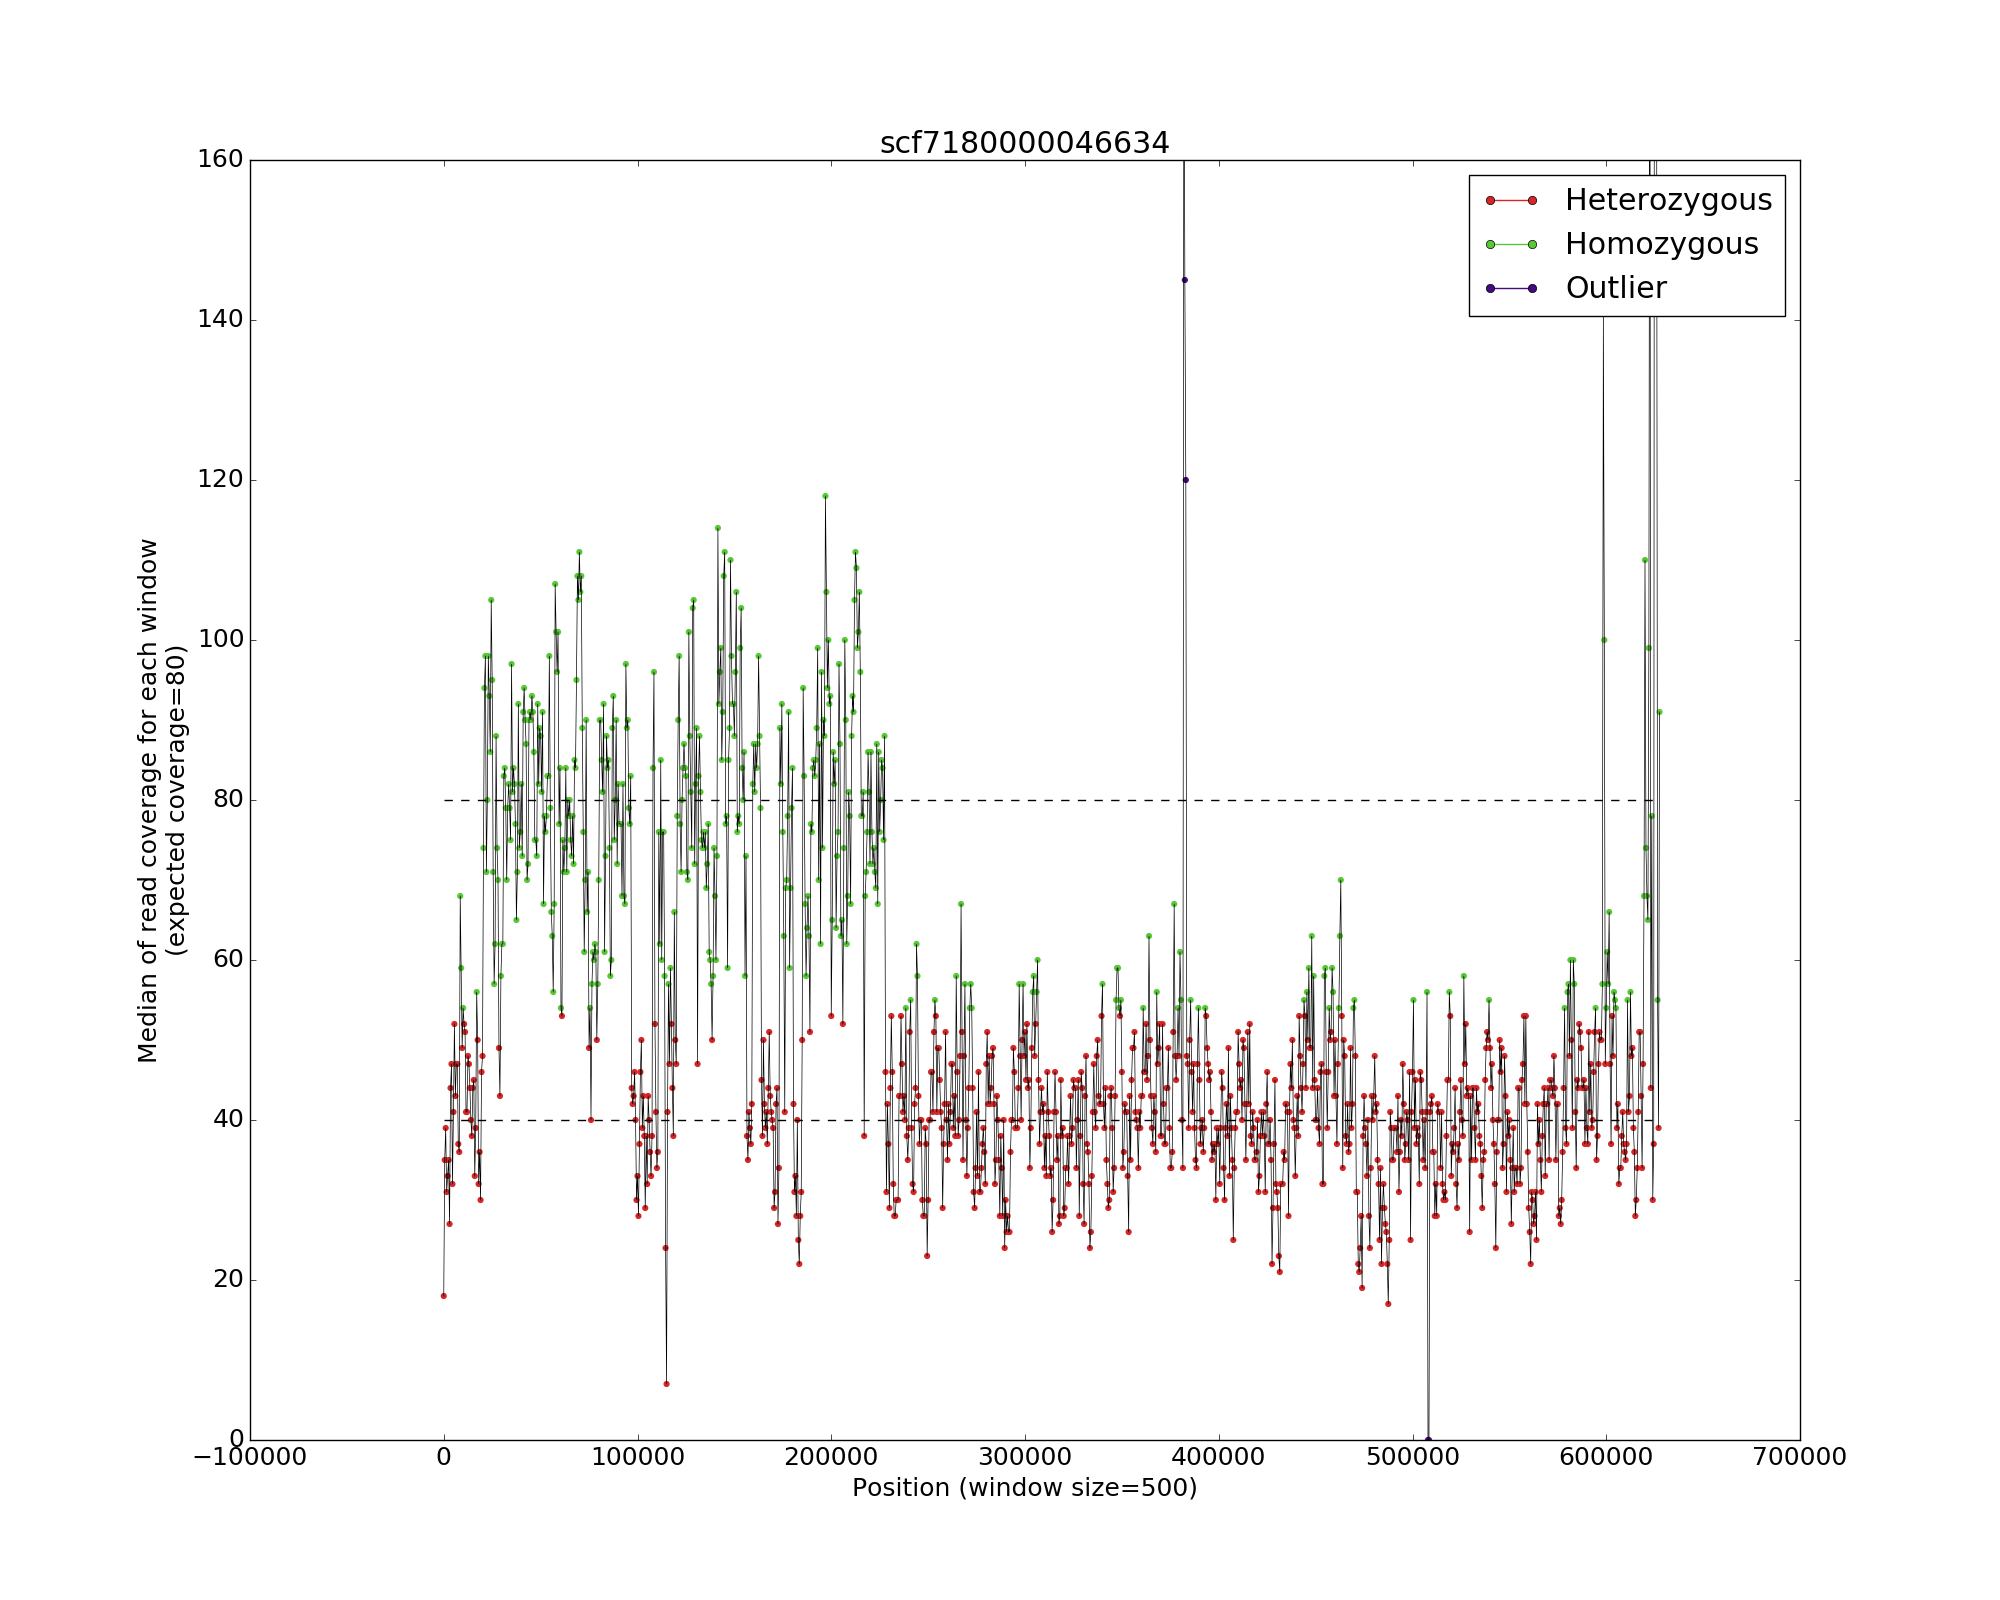 scf7180000046634
160
140
120
100
80
60
40
20
0
Median of read coverage for each window
(expected coverage=80)
Heterozygous
Homozygous
Outlier
−100000 0 100000 200000 300000 400000 500000 600000 700000
Position (window size=500)